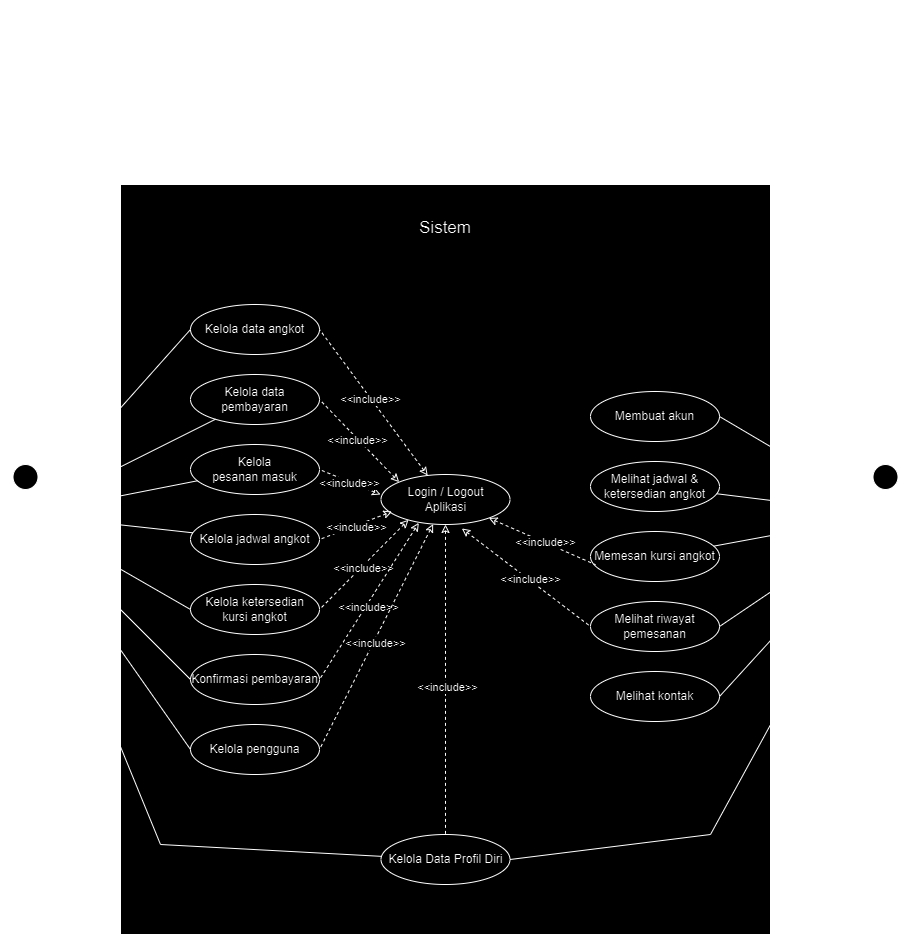 Sistem
Kelola data angkot
Kelola data
pembayaran
Kelola
pesanan masuk
Kelola jadwal angkot
Kelola ketersedian
kursi angkot
Konfirmasi pembayaran
Kelola pengguna
<<include>>
<<include>>
<<include>>
<<include>>
<<include>>
<<include>>
<<include>>
Login / Logout
Aplikasi
<<include>>
<<include>>
<<include>>
Membuat akun
Melihat jadwal &
ketersedian angkot
Memesan kursi angkot
Melihat riwayat
pemesanan
Melihat kontak
Kelola Data Profil Diri